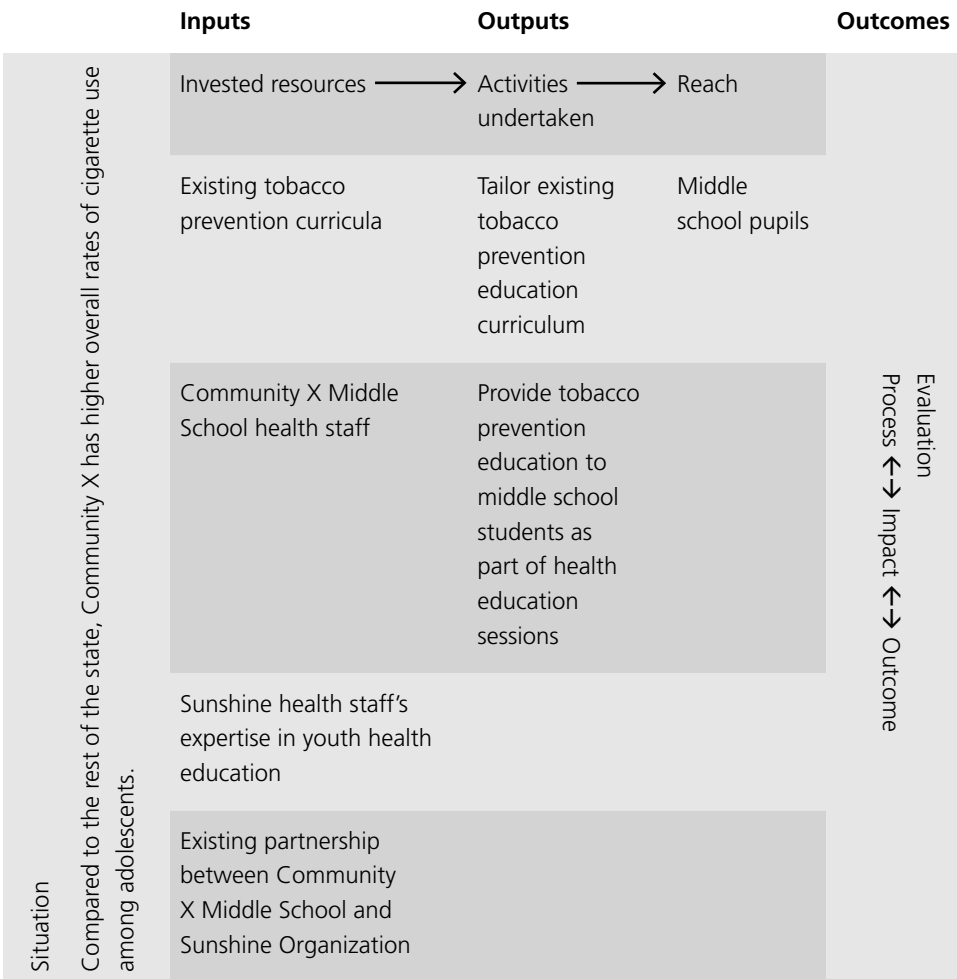 Inputs Outputs Outcomes
Situation
Compared to the rest of the state, Community X has higher overall rates of cigarette use
among adolescents.
Invested resources → Activities → Reach
undertaken
Existing tobacco
prevention curricula
Tailor existing
tobacco
prevention
education
curriculum
Middle
school pupils
Community X Middle
School health staff
Provide tobacco
prevention
education to
middle school
students as
part of health
education
sessions
Sunshine health staff’s
expertise in youth health
education
Existing partnership
between Community
X Middle School and
Sunshine Organization
Evaluation
Process ←→ Impact ←→ Outcome